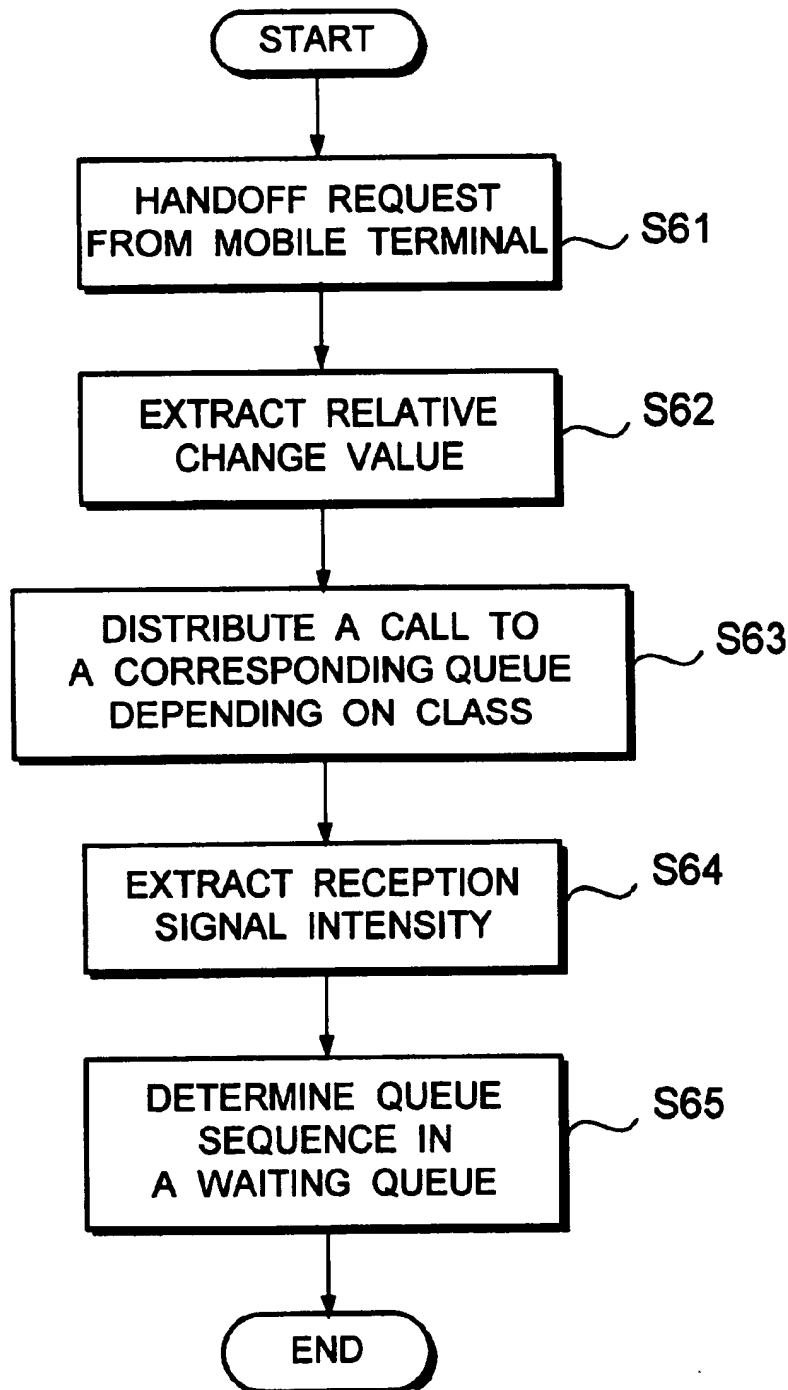 START
HANDOFF REQUEST
FROM MOBILE TERMINAL
S61
EXTRACT RELATIVE
CHANGE VALUE
S62
DISTRIBUTE A CALL TO
A CORRESPONDING QUEUE
DEPENDING ON CLASS
S63
EXTRACT RECEPTION
SIGNAL INTENSITY
S64
DETERMINE QUEUE
SEQUENCE IN
A WAITING QUEUE
S65
END